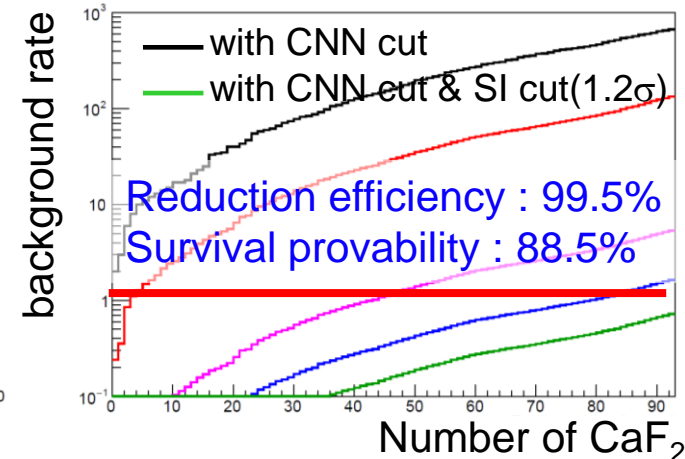 background rate
10³
with CNN cut
with CNN cut & SI cut(1.2σ)
10²
Reduction efficiency : 99.5%
10
Survival provability : 88.5%
1
10⁻¹
0 10 20 30 40 50 60 70 80 90
Number of CaF₂